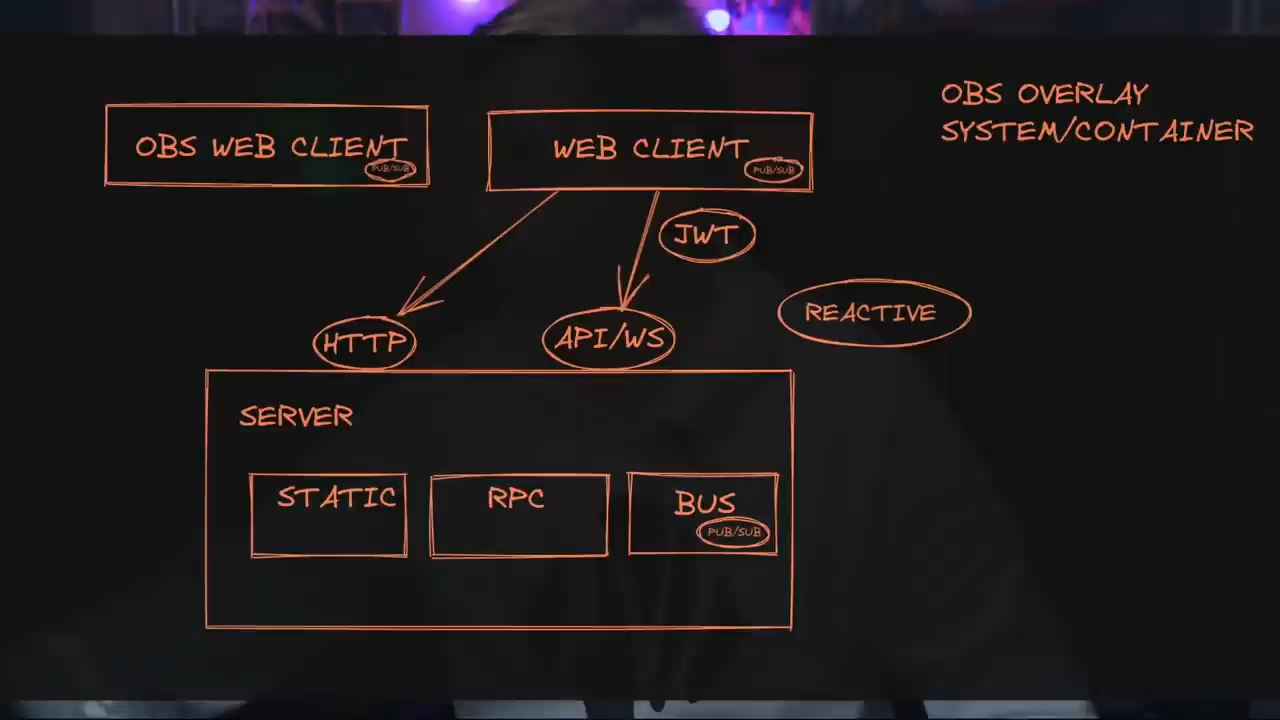 OBS OVERLAY
SYSTEM/CONTAINER
OBS WEB CLIENT
PUB/SUB
WEB CLIENT
PUB/SUB
JWT
REACTIVE
HTTP
API/WS
SERVER
STATIC
RPC
BUS
PUB/SUB